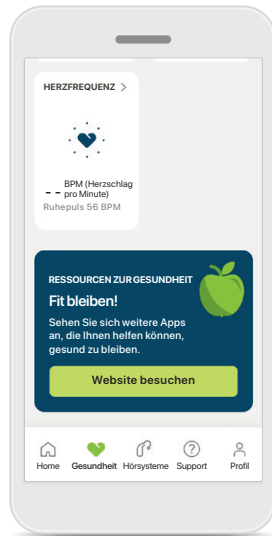 HERZFREQUENZ >
-- BPM (Herzschlag
pro Minute)
Ruhepuls 56 BPM
RESSOURCEN ZUR GESUNDHEIT
Fit bleiben!
Sehen Sie sich weitere Apps
an, die Ihnen helfen können,
gesund zu bleiben.
Website besuchen
Home Gesundheit Hörsysteme Support Profil